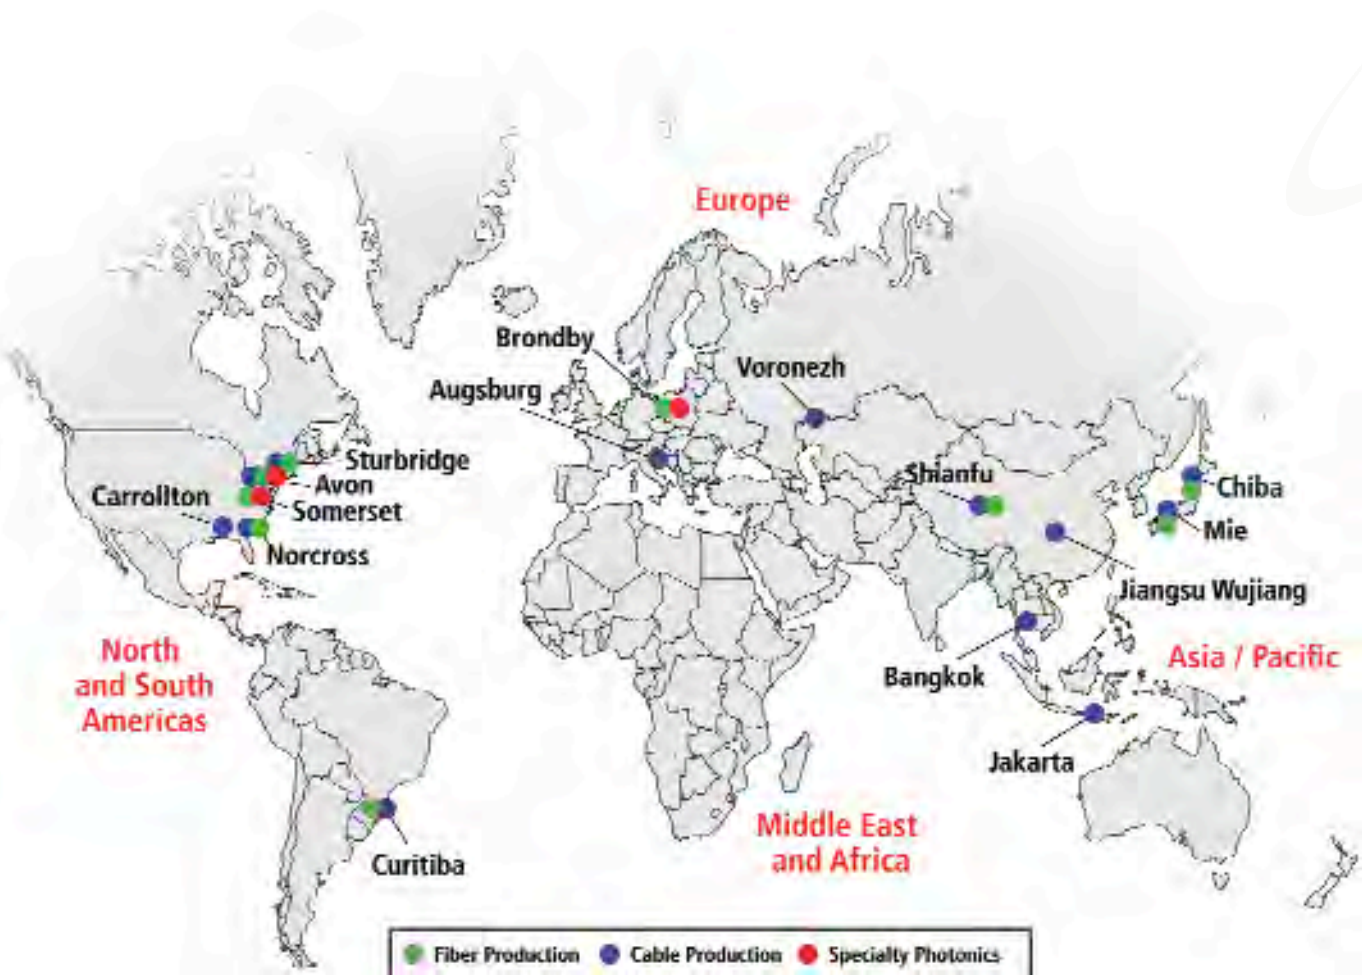 Europe
Brondby
Voronezh
Augsburg
Sturbridge
Shianfu
Avon
Carrollton
Chiba
Somerset
Mie
Norcross
Jiangsu Wujiang
North
and South
Americas
Asia / Pacific
Bangkok
Jakarta
Middle East
and Africa
Curitiba
Fiber Production Cable Production Specialty Photonics